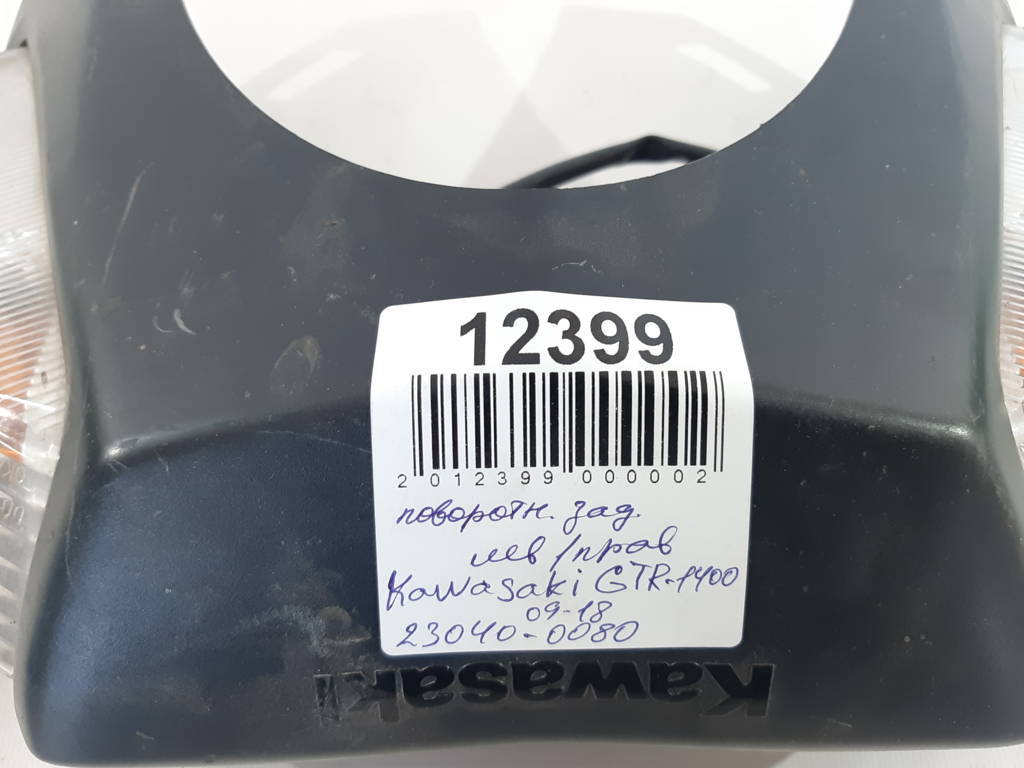 12399
2 012399 000002
поворотн. зад.
лев/прав
Kawasaki GTR-1400
09-18
23040-0080
Kawasaki